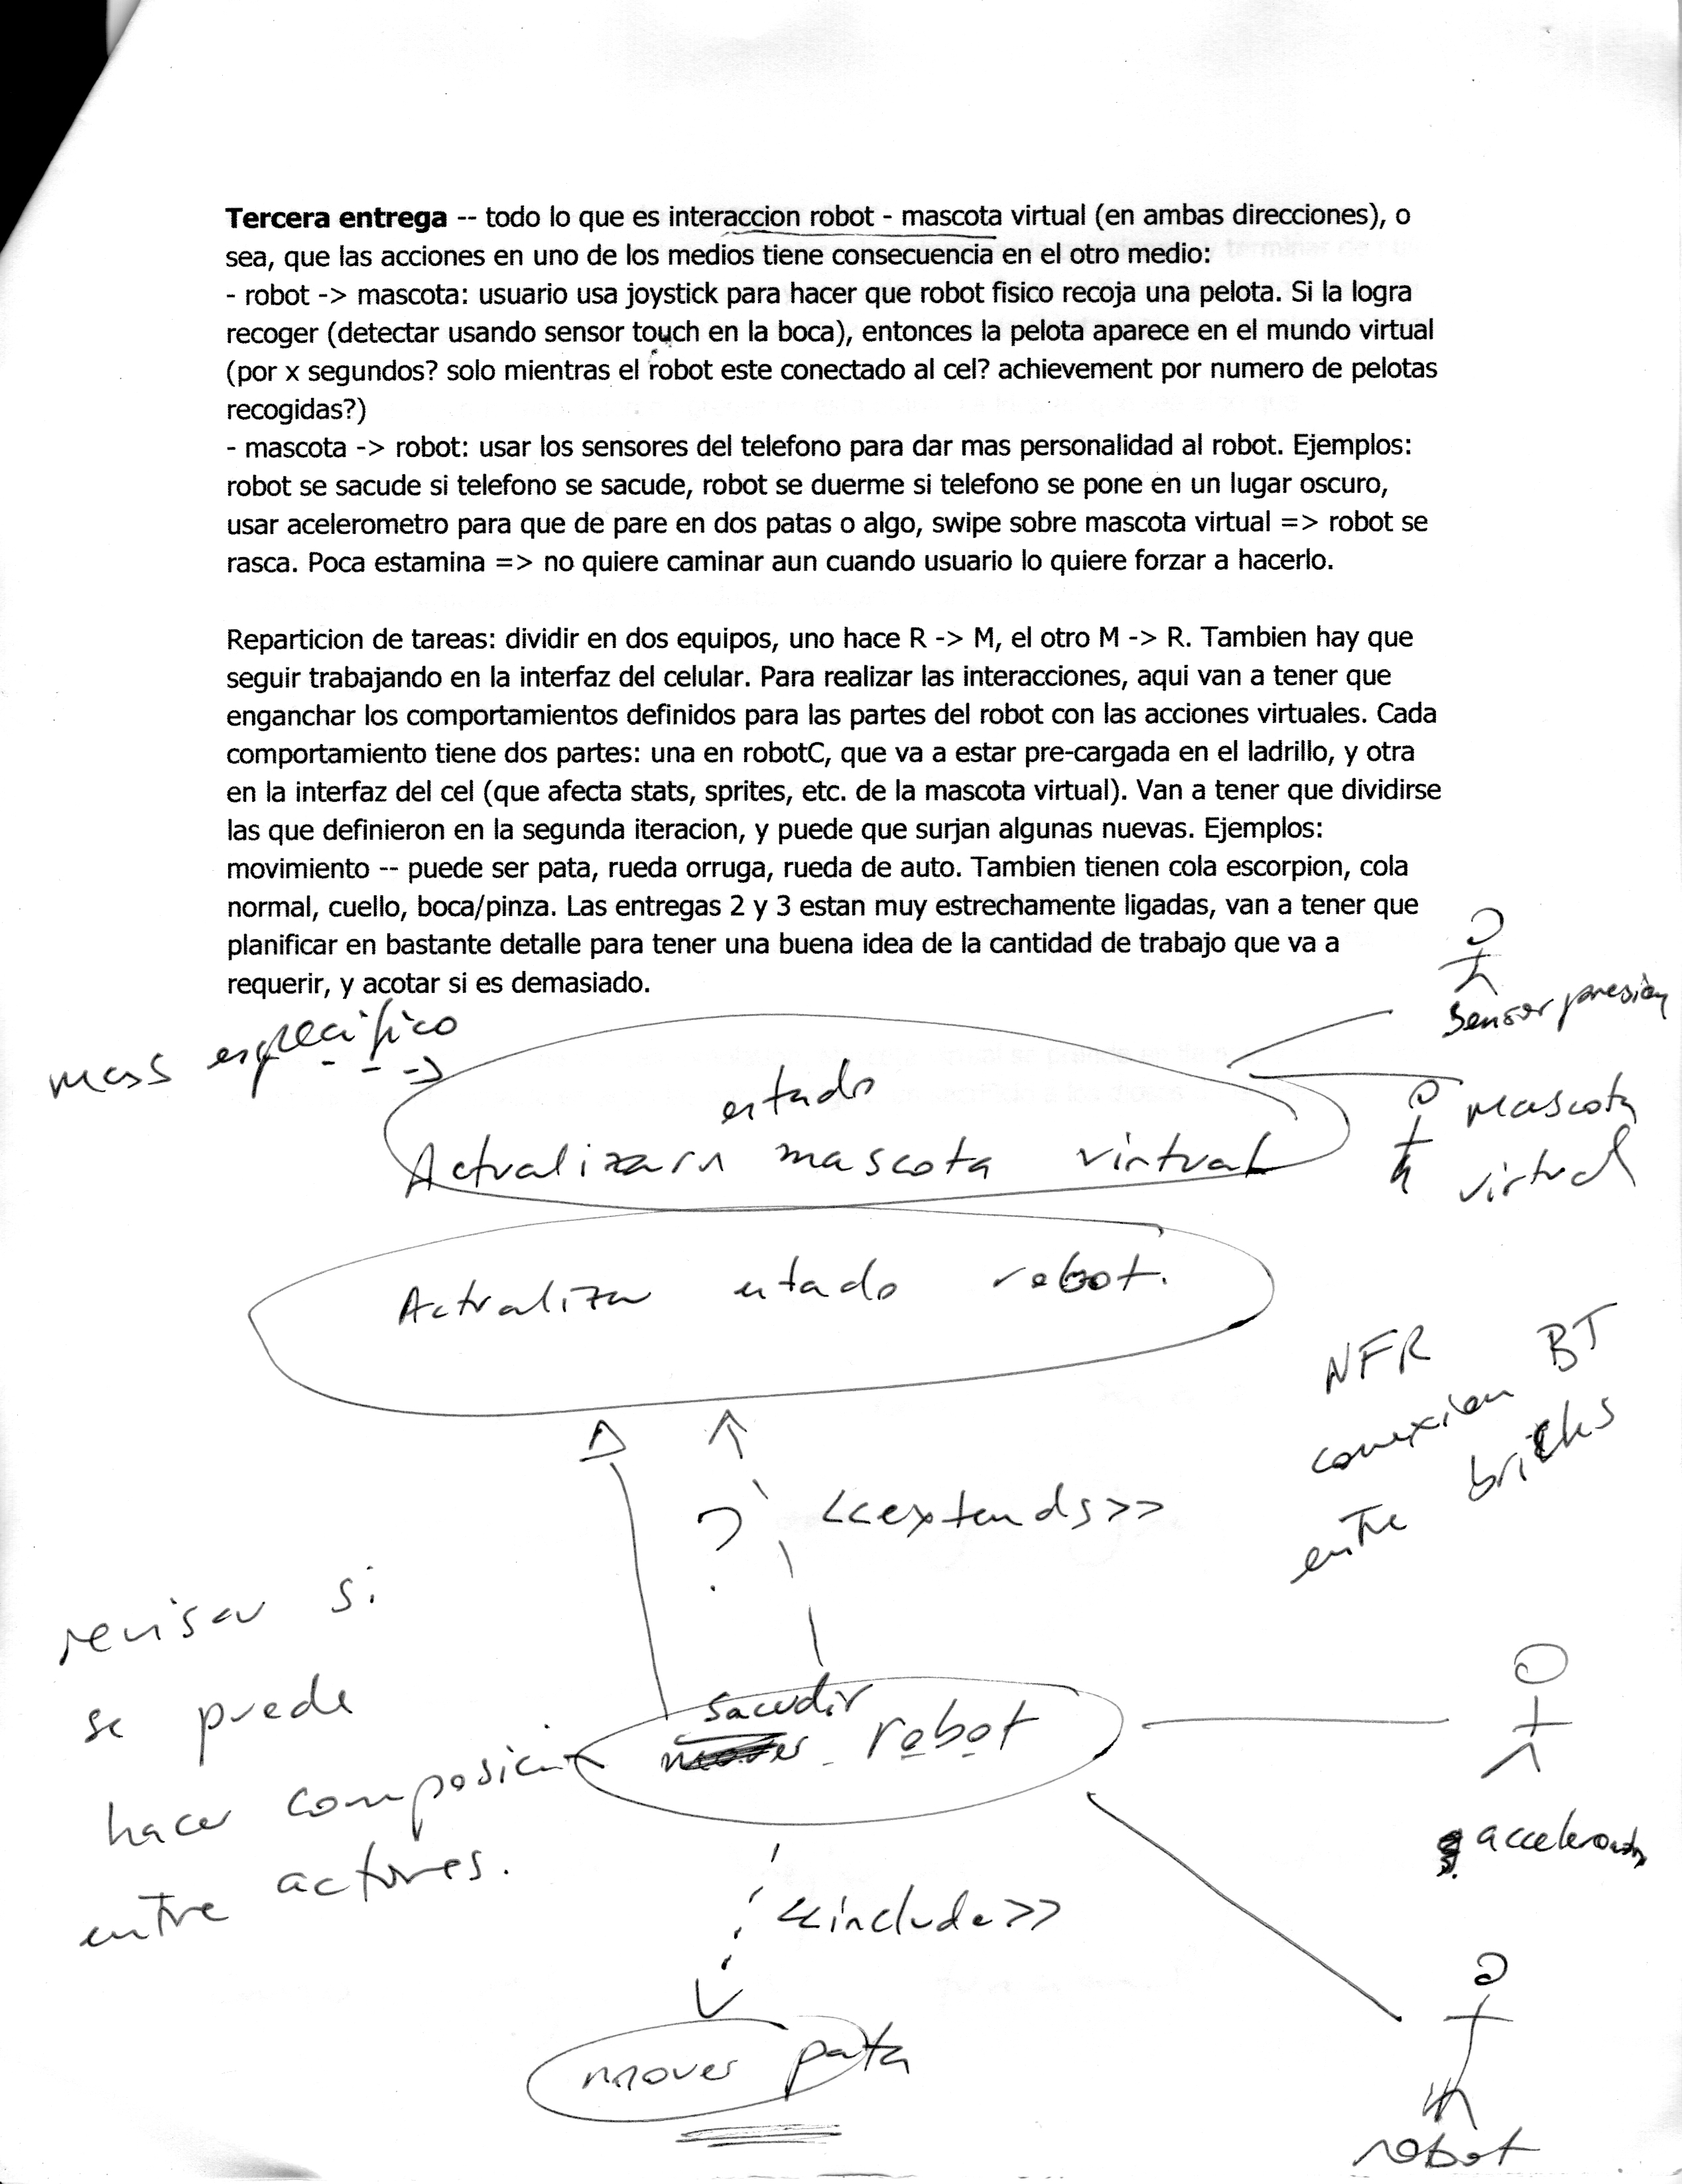 Tercera entrega -- todo lo que es interaccion robot - mascota virtual (en ambas direcciones), o
sea, que las acciones en uno de los medios tiene consecuencia en el otro medio:
- robot -> mascota: usuario usa joystick para hacer que robot fisico recoja una pelota. Si la logra
recoger (detectar usando sensor touch en la boca), entonces la pelota aparece en el mundo virtual
(por x segundos? solo mientras el robot este conectado al cel? achievement por numero de pelotas
recogidas?)
- mascota -> robot: usar los sensores del telefono para dar mas personalidad al robot. Ejemplos:
robot se sacude si telefono se sacude, robot se duerme si telefono se pone en un lugar oscuro,
usar acelerometro para que de pare en dos patas o algo, swipe sobre mascota virtual => robot se
rasca. Poca estamina => no quiere caminar aun cuando usuario lo quiere forzar a hacerlo.
Reparticion de tareas: dividir en dos equipos, uno hace R -> M, el otro M -> R. Tambien hay que
seguir trabajando en la interfaz del celular. Para realizar las interacciones, aqui van a tener que
enganchar los comportamientos definidos para las partes del robot con las acciones virtuales. Cada
comportamiento tiene dos partes: una en robotC, que va a estar pre-cargada en el ladrillo, y otra
en la interfaz del cel (que afecta stats, sprites, etc. de la mascota virtual). Van a tener que dividirse
las que definieron en la segunda iteracion, y puede que surjan algunas nuevas. Ejemplos:
movimiento -- puede ser pata, rueda orruga, rueda de auto. Tambien tienen cola escorpion, cola
normal, cuello, boca/pinza. Las entregas 2 y 3 estan muy estrechamente ligadas, van a tener que
planificar en bastante detalle para tener una buena idea de la cantidad de trabajo que va a
requerir, y acotar si es demasiado.
sensor presión
mas específico
estado
Actualizar mascota virtual
mascota
virtual
Actualizar estado robot.
NFR
conexion BT
entre bricks
?
<<extends>>
revisar si
se puede
hacer composición
entre actores.
sacudir
robot
<<include>>
mover pata
robot